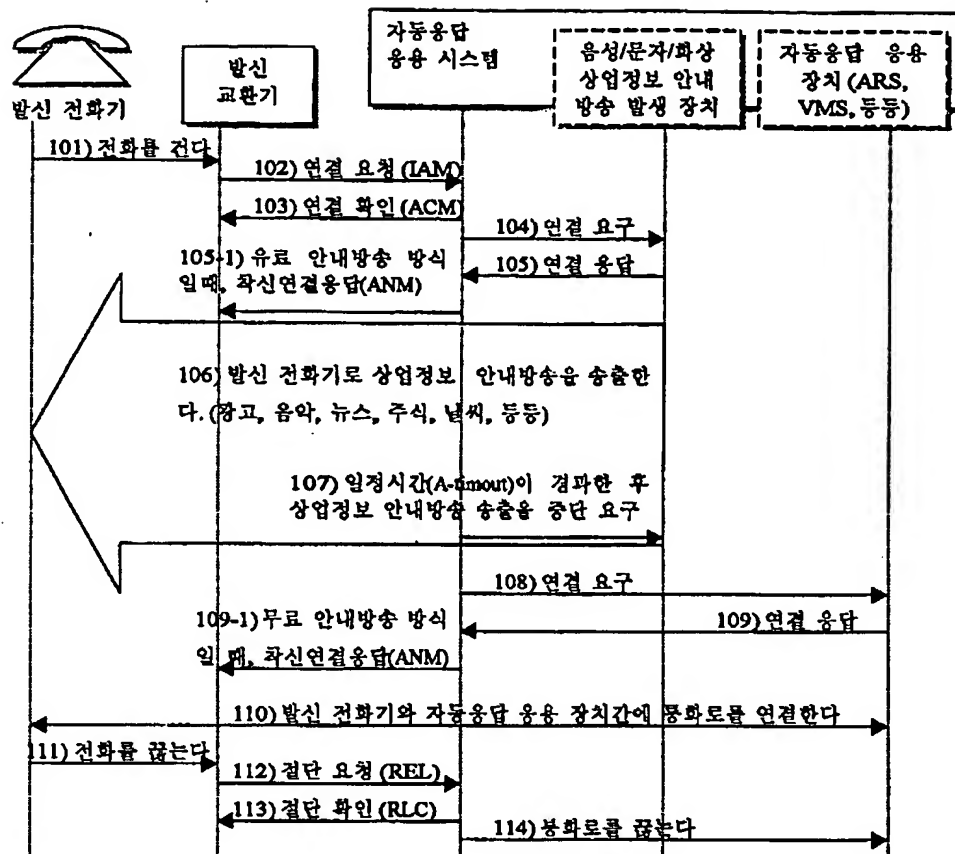 자동응답
응용 시스템
음성/문자/화상
상업정보 안내
방송 발생 장치
자동응답 응용
장치(ARS,
VMS, 등등)
발신
교환기
발신 전화기
101) 전화를 건다
102) 연결 요청(IAM)
103) 연결 확인(ACM)
104) 연결 요구
105) 연결 응답
105-1) 유료 안내방송 방식
일때, 착신연결응답(ANM)
106) 발신 전화기로 상업정보 안내방송을 송출한
다. (광고, 음악, 뉴스, 주식, 날씨, 등등)
107) 일정시간(A-timout)이 경과한 후
상업정보 안내방송 송출을 중단 요구
108) 연결 요구
109) 연결 응답
109-1) 무료 안내방송 방식
일 때, 착신연결응답(ANM)
110) 발신 전화기와 자동응답 응용 장치간에 통화로를 연결한다
111) 전화를 끊는다
112) 절단 요청(REL)
113) 절단 확인(RLC)
114) 통화로를 끊는다